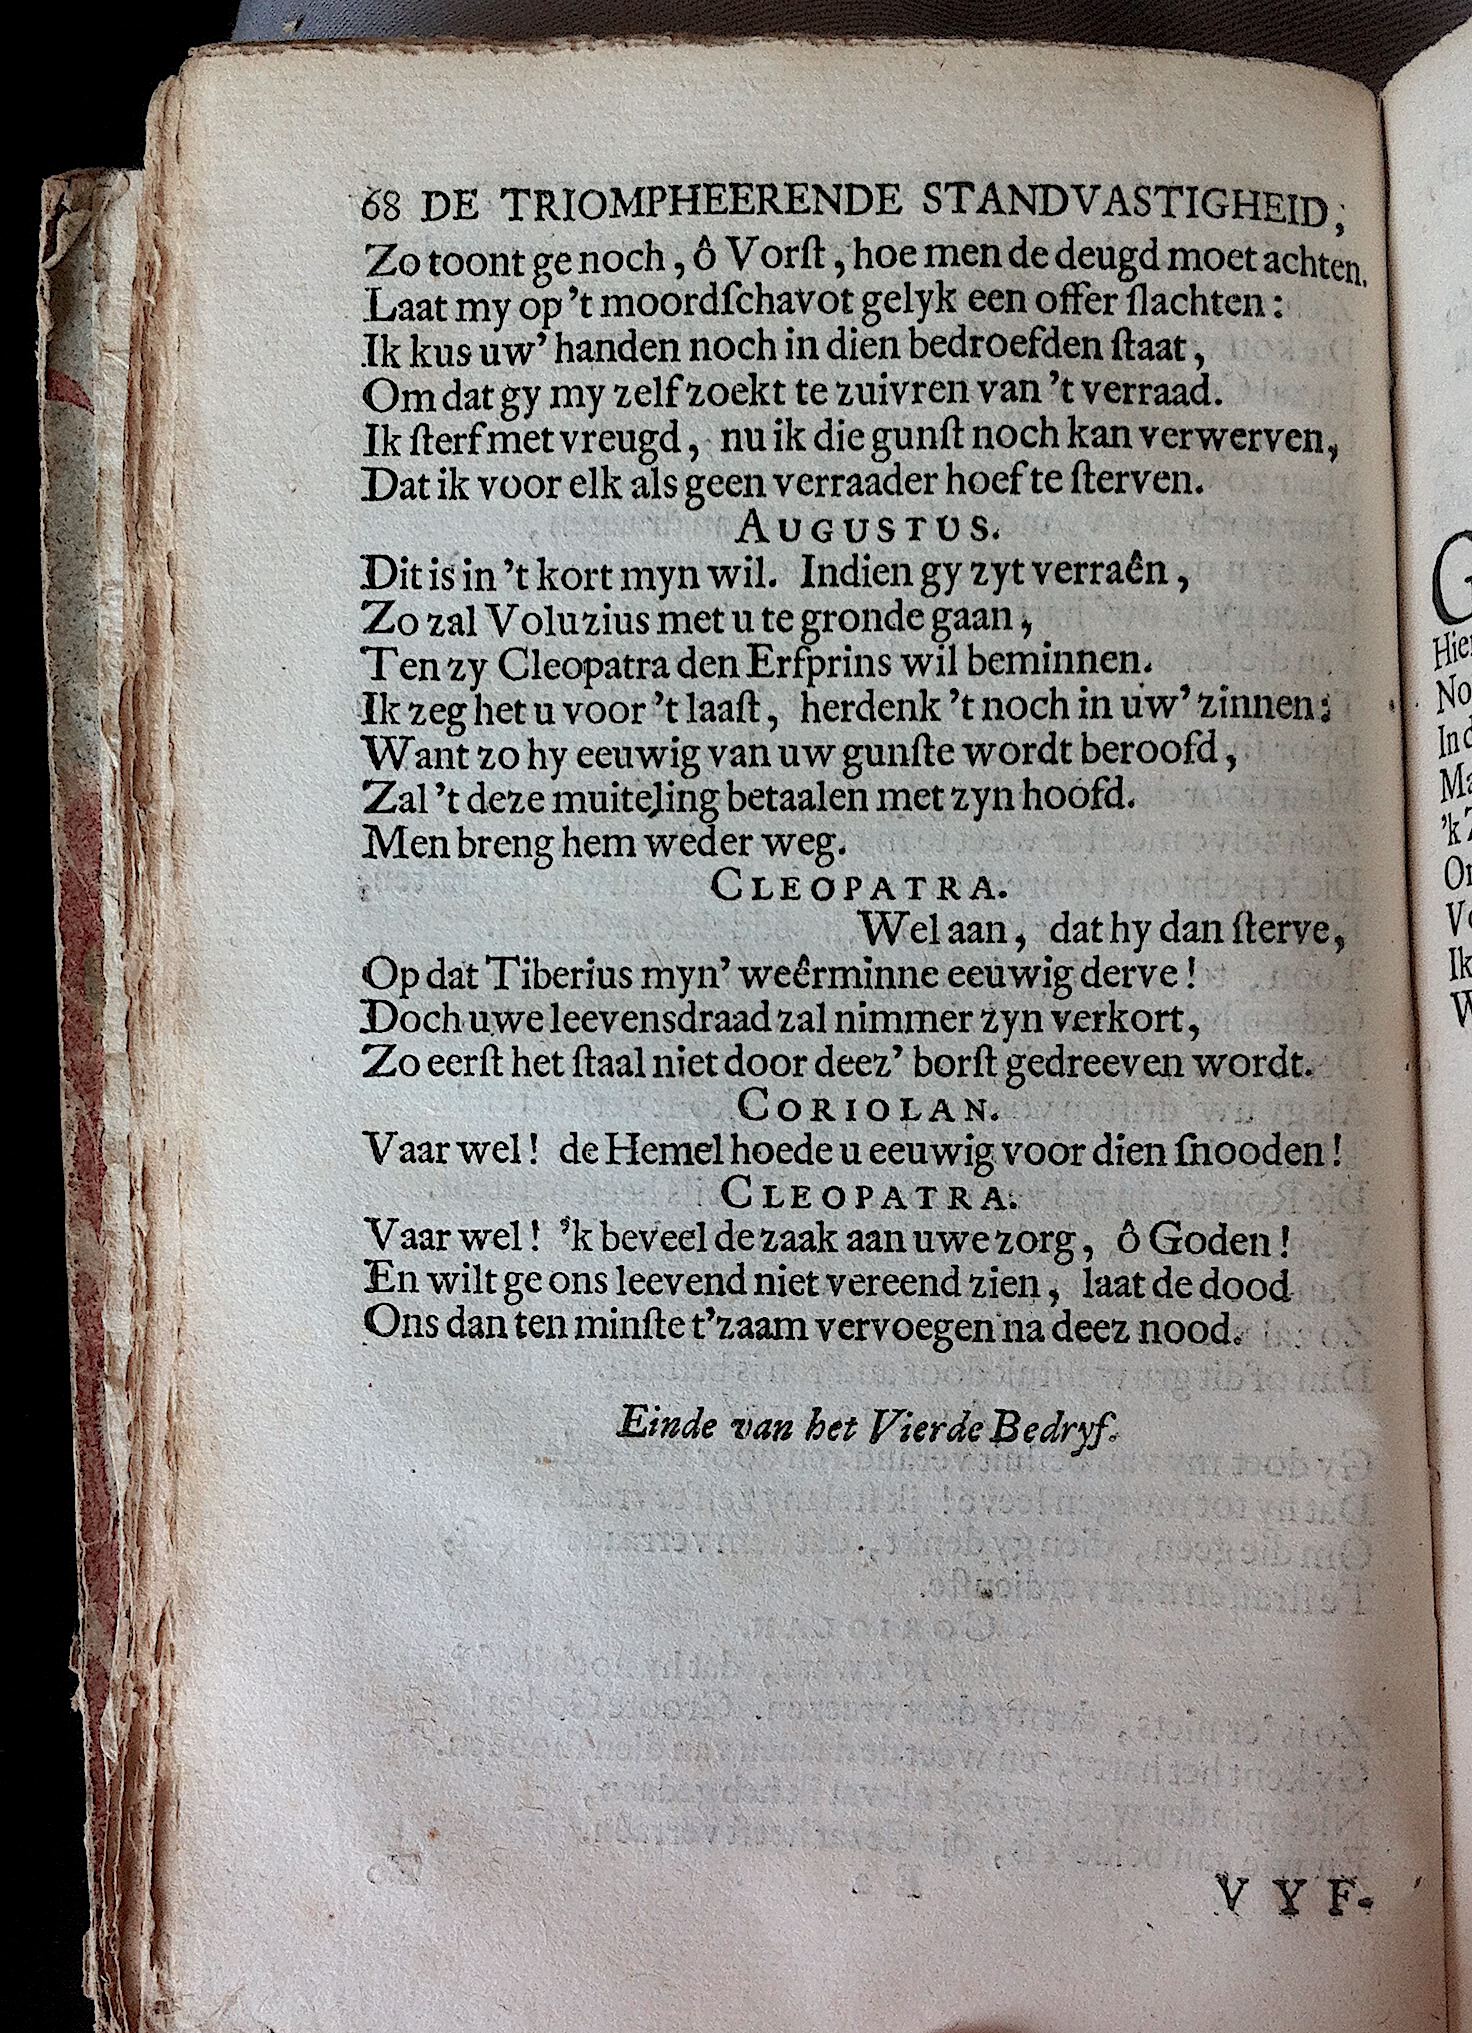 68 DE TRIOMPHEERENDE STANDVASTIGHEID,
Zo toont ge noch, ô Vorſt, hoe men de deugd moet achten.
Laat my op 't moordſchavot gelyk een offer ſlachten:
Ik kus uw' handen noch in dien bedroefden ſtaat,
Om dat gy my zelf zoekt te zuivren van 't verraad.
Ik ſterf met vreugd, nu ik die gunſt noch kan verwerven,
Dat ik voor elk als geen verraader hoef te ſterven.
AUGUSTUS.
Dit is in 't kort myn wil. Indien gy zyt verraên,
Zo zal Voluzius met u te gronde gaan,
Ten zy Cleopatra den Erfprins wil beminnen.
Ik zeg het u voor 't laaſt, herdenk 't noch in uw' zinnen:
Want zo hy eeuwig van uw gunſte wordt beroofd,
Zal 't deze muiteling betaalen met zyn hoofd.
Men breng hem weder weg.
CLEOPATRA.
Wel aan, dat hy dan ſterve,
Op dat Tiberius myn' weêrminne eeuwig derve!
Doch uwe leevensdraad zal nimmer zyn verkort,
Zo eerſt het ſtaal niet door deez' borſt gedreeven wordt.
CORIOLAN.
Vaar wel! de Hemel hoede u eeuwig voor dien ſnooden!
CLEOPATRA.
Vaar wel! 'k beveel de zaak aan uwe zorg, ô Goden!
En wilt ge ons leevend niet vereend zien, laat de dood
Ons dan ten minſte t'zaam vervoegen na deez nood.
Einde van het Vierde Bedryf.
VYF-
Hie
No
Ma
'k
Ik